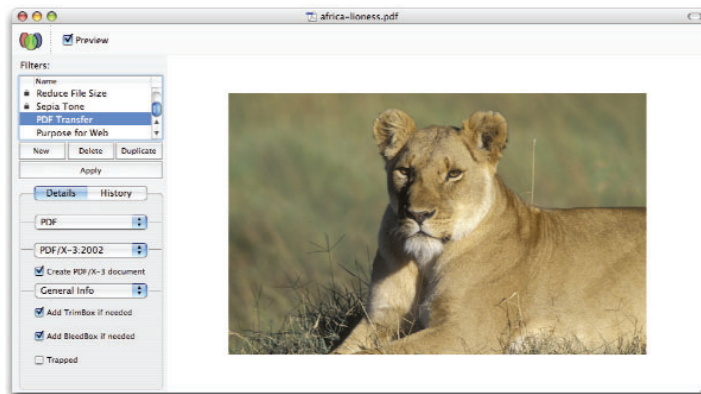 africa-lioness.pdf
Preview
Filters:
Name
Reduce File Size
Sepia Tone
PDF Transfer
Purpose for Web
New Delete Duplicate
Apply
Details History
PDF
PDF/X-3:2002
Create PDF/X-3 document
General Info
Add TrimBox if needed
Add BleedBox if needed
Trapped